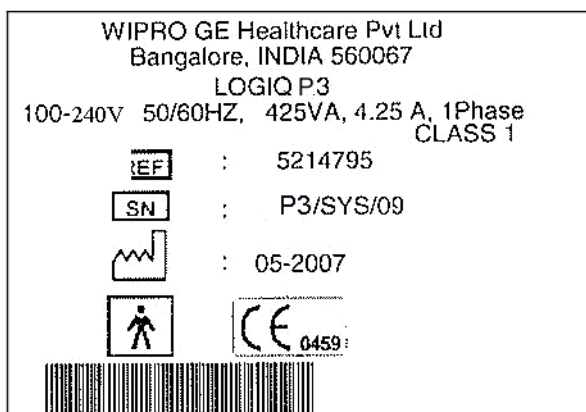 WIPRO GE Healthcare Pvt Ltd
Bangalore, INDIA 560067
LOGIQ P3
100-240V 50/60HZ, 425VA, 4.25 A, 1Phase
CLASS 1
REF : 5214795
SN : P3/SYS/09
: 05-2007
CE 0459